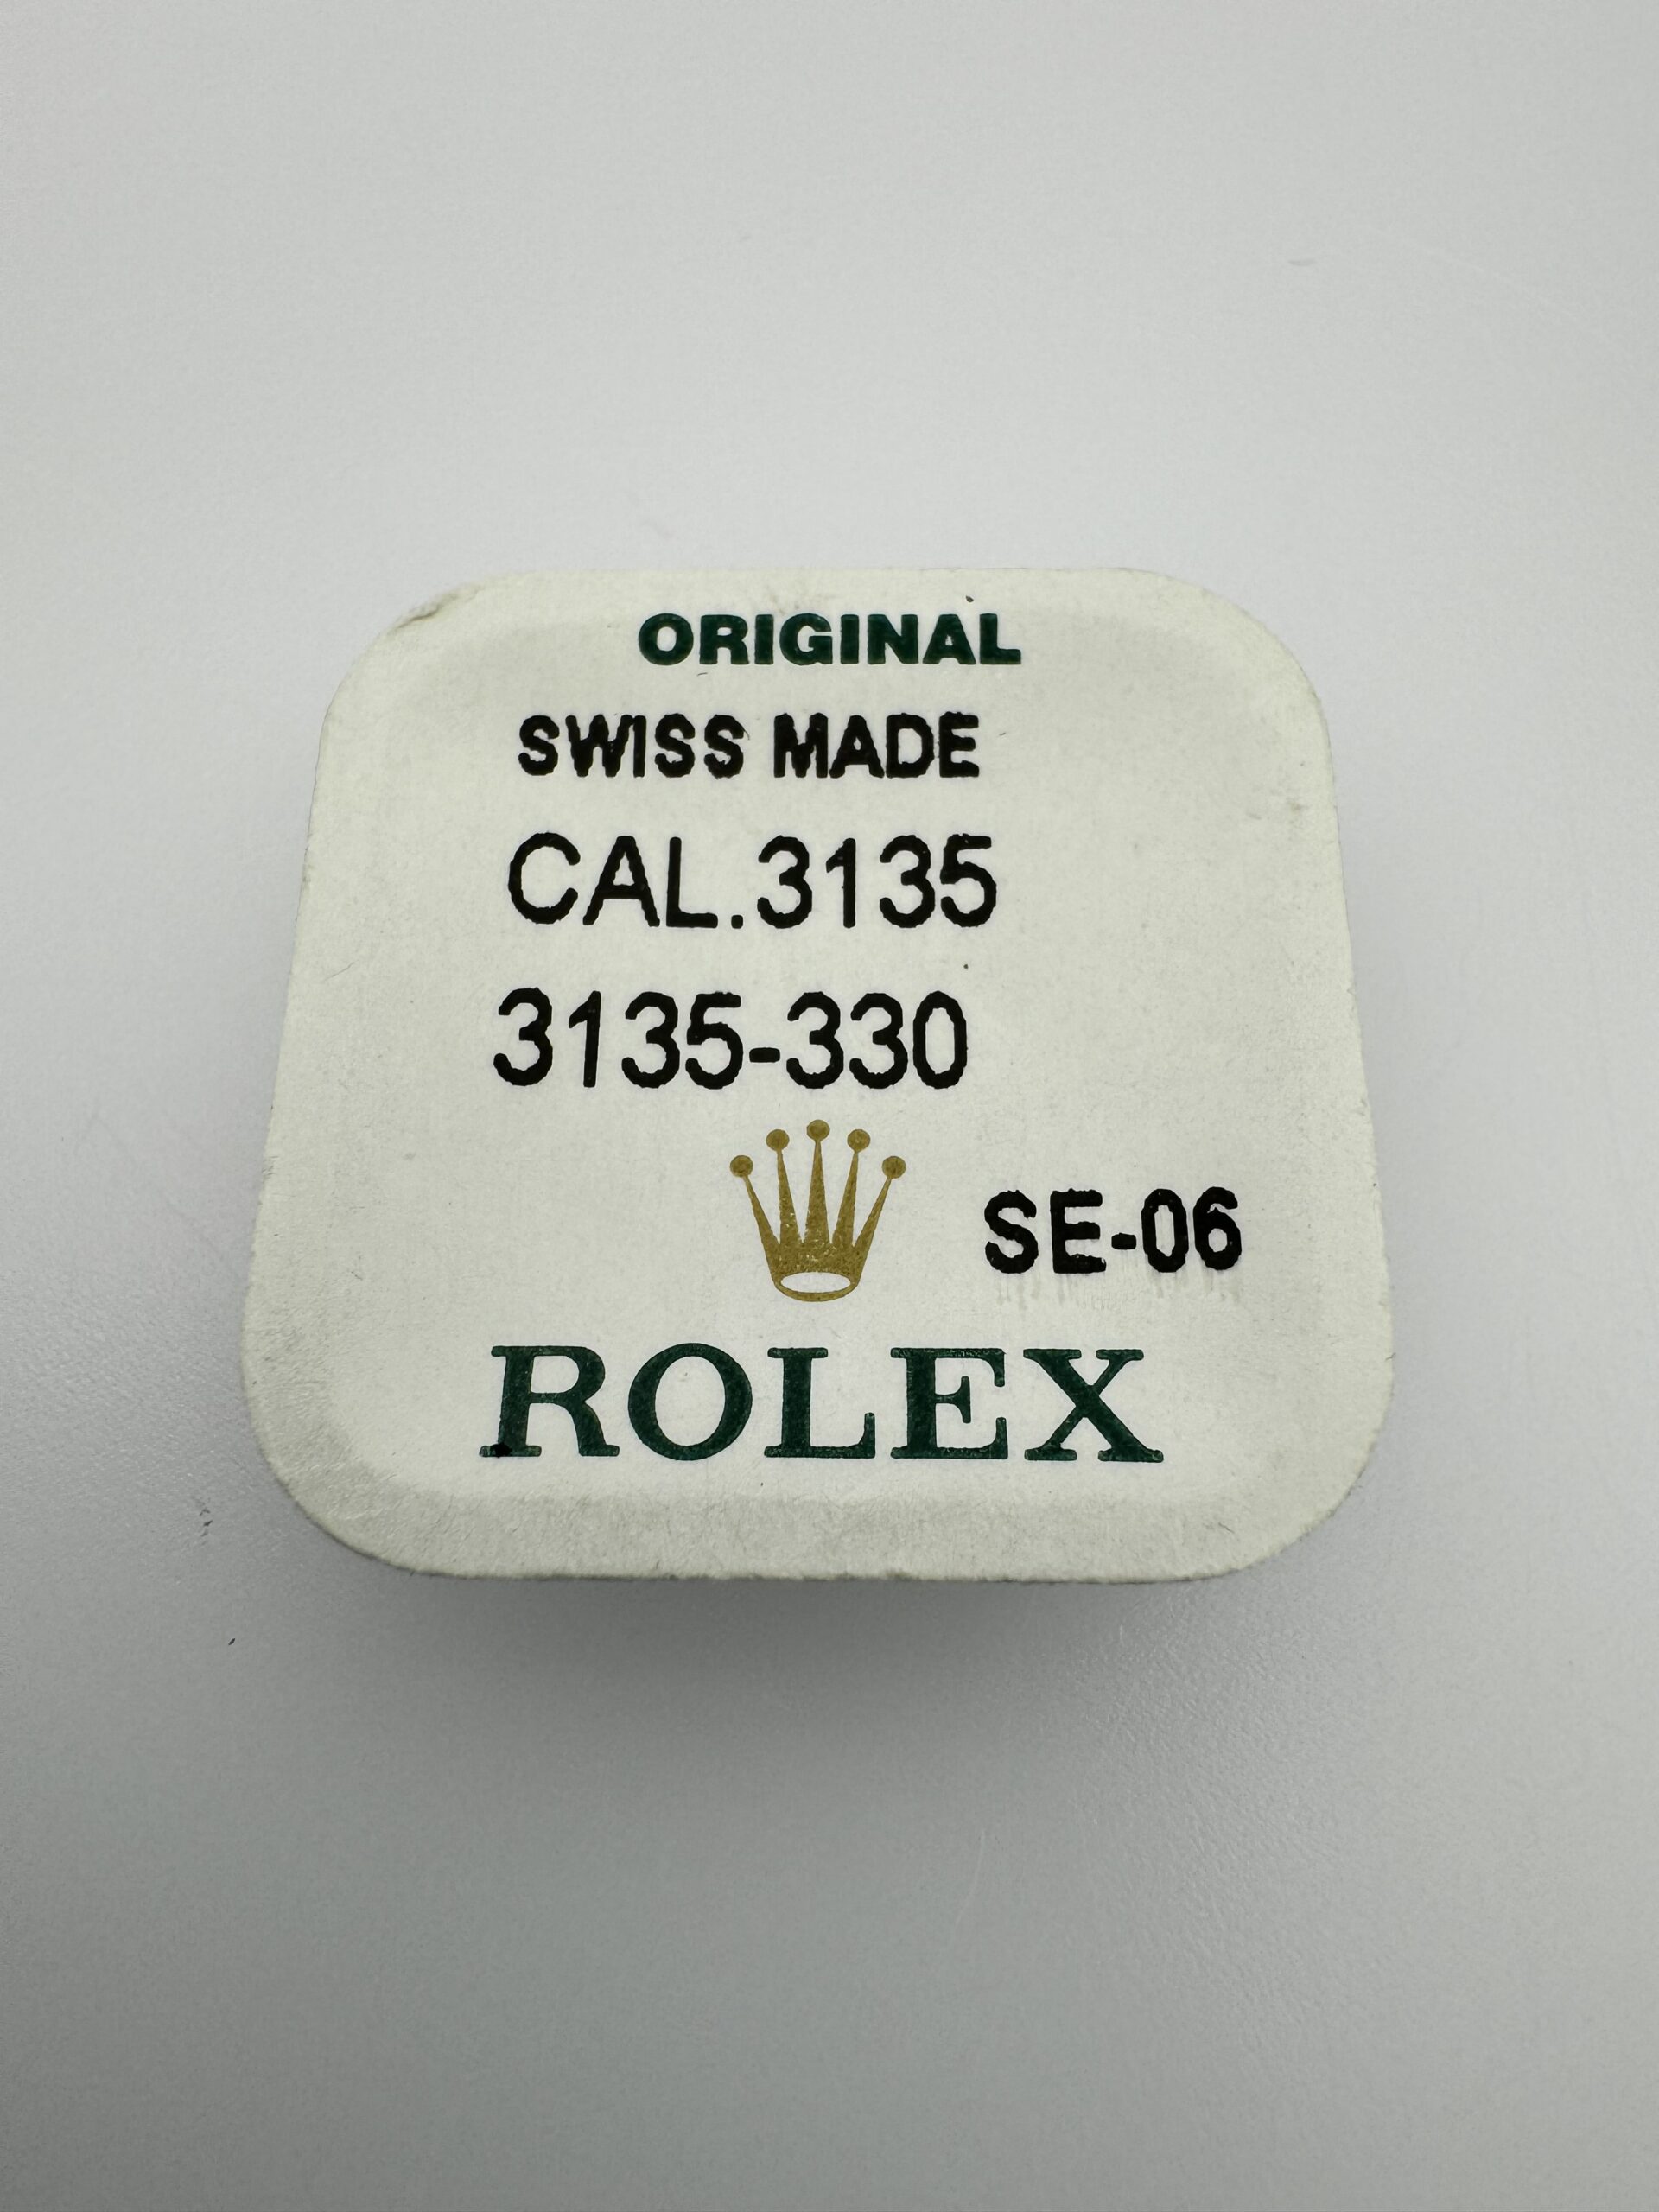 ORIGINAL
SWISS MADE
CAL.3135
3135-330
SE-06
ROLEX